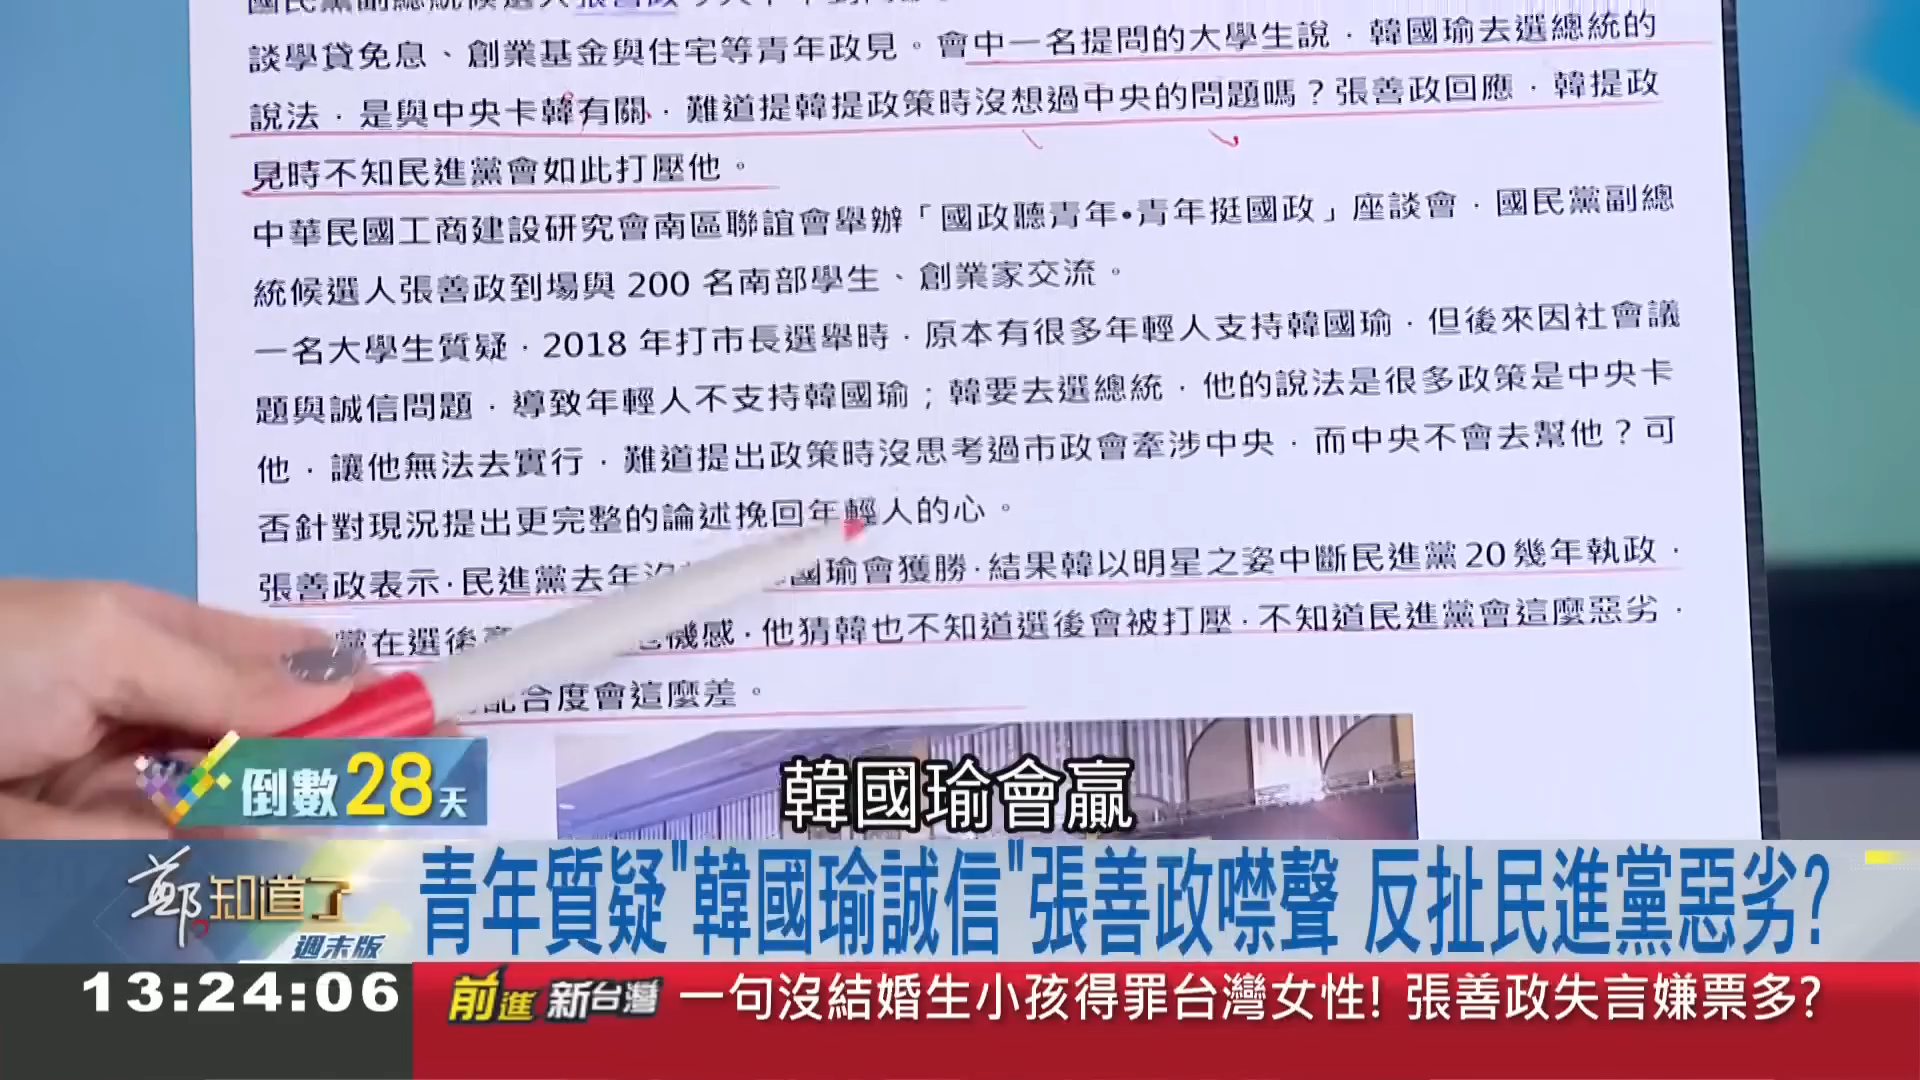 談學貸免息、創業基金與住宅等青年政見。會中一名提問的大學生說，韓國瑜去選總統的
說法，是與中央卡韓有關，難道提韓提政策時沒想過中央的問題嗎？張善政回應，韓提政
見時不知民進黨會如此打壓他。
中華民國工商建設研究會南區聯誼會舉辦「國政聽青年•青年挺國政」座談會，國民黨副總
統候選人張善政到場與 200 名南部學生、創業家交流。
一名大學生質疑，2018 年打市長選舉時，原本有很多年輕人支持韓國瑜，但後來因社會議
題與誠信問題，導致年輕人不支持韓國瑜；韓要去選總統，他的說法是很多政策是中央卡
他，讓他無法去實行，難道提出政策時沒思考過市政會牽涉中央，而中央不會去幫他？可
否針對現況提出更完整的論述挽回年輕人的心。
張善政表示，民進黨去年沒 國瑜會獲勝，結果韓以明星之姿中斷民進黨 20 幾年執政，
黨在選後 機感，他猜韓也不知道選後會被打壓，不知道民進黨會這麼惡劣，
配合度會這麼差。
倒數28天
韓國瑜會贏
鄭知道了
週末版
青年質疑"韓國瑜誠信"張善政噤聲 反扯民進黨惡劣?
13:24:06
前進新台灣
一句沒結婚生小孩得罪台灣女性! 張善政失言嫌票多?